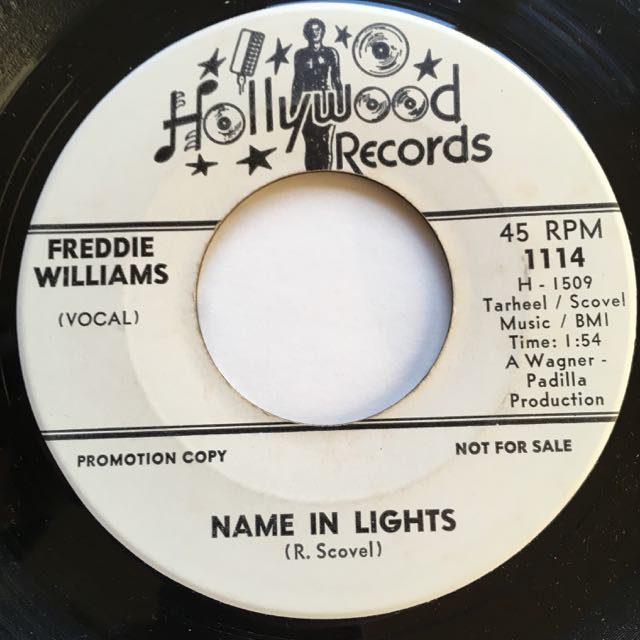 Hollywood
Records
FREDDIE
WILLIAMS
(VOCAL)
45 RPM
1114
H - 1509
Tarheel / Scovel
Music / BMI
Time: 1:54
A Wagner -
Padilla
Production
PROMOTION COPY
NOT FOR SALE
NAME IN LIGHTS
(R. Scovel)